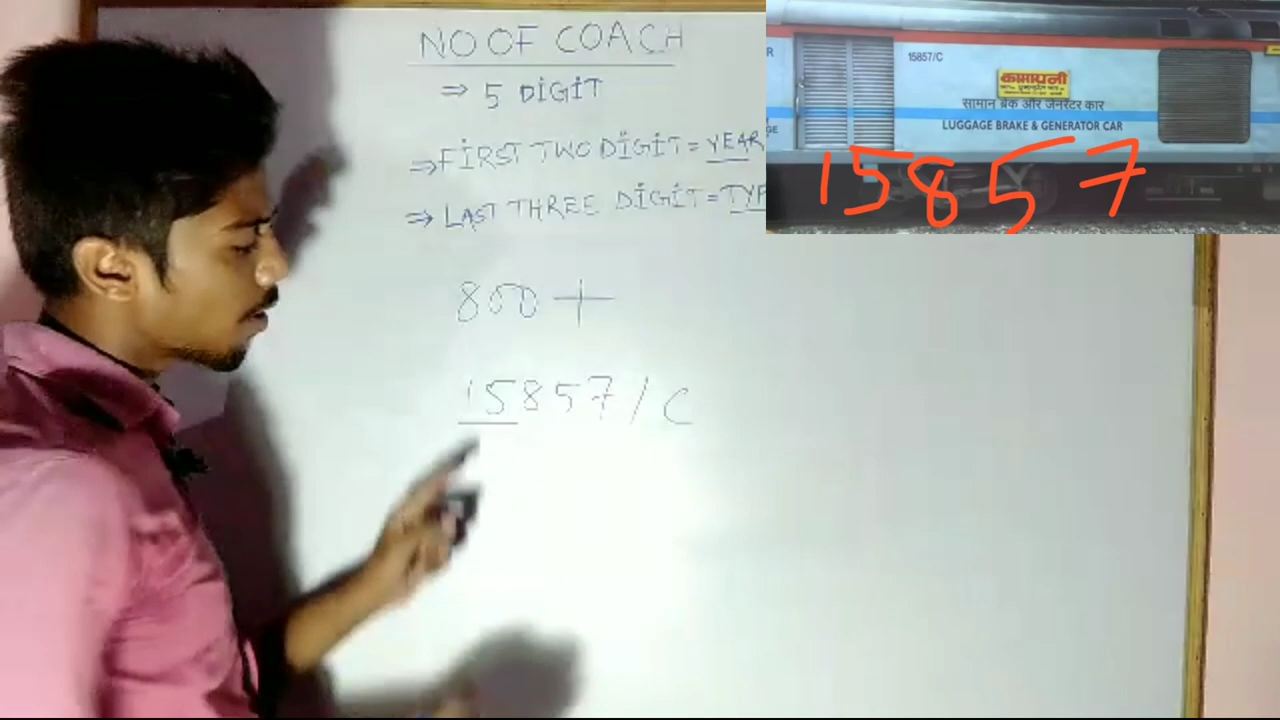 NO OF COACH
⇒ 5 DIGIT
⇒ FIRST TWO DIGIT = YEAR
⇒ LAST THREE DIGIT = TYP
800 +
15857/C
15857/C
कामायनी
सामान ब्रेक और जेनरेटर कार
LUGGAGE BRAKE & GENERATOR CAR
15857